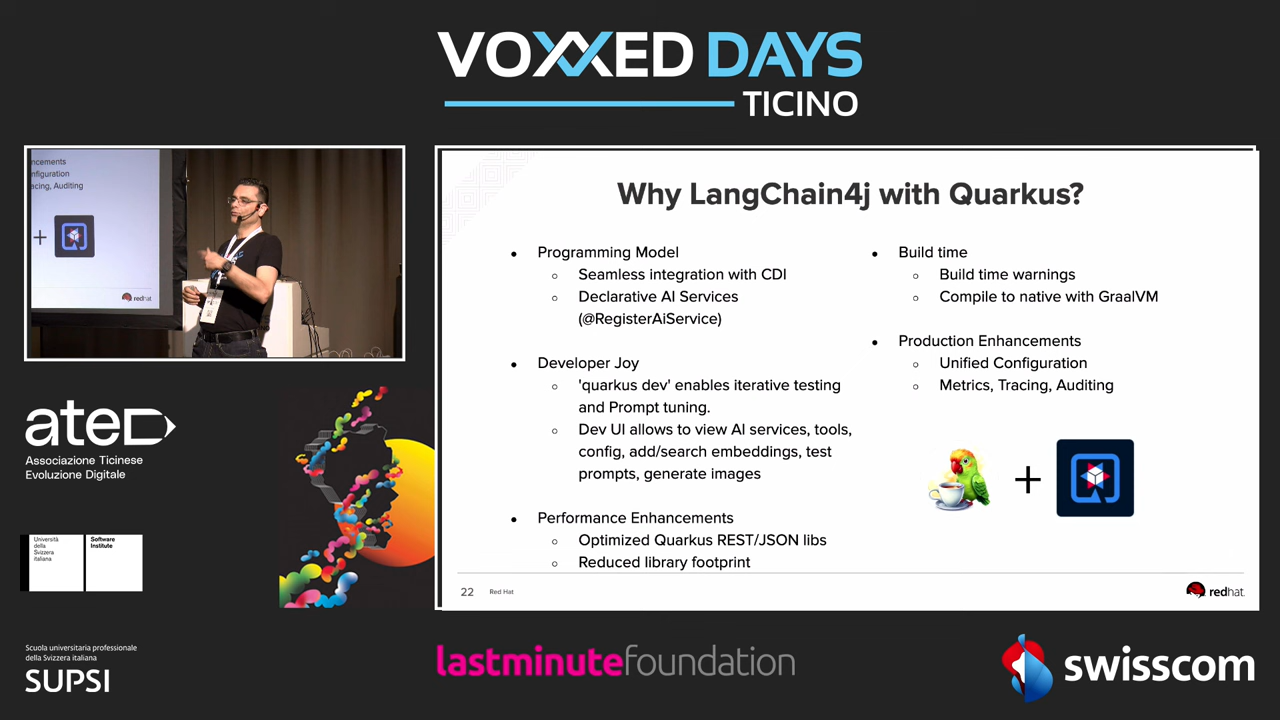 VOXXED DAYS
TICINO
ncements
nfiguration
acing, Auditing
+
redhat
Why LangChain4j with Quarkus?
● Programming Model
○ Seamless integration with CDI
○ Declarative AI Services
(@RegisterAiService)
● Developer Joy
○ 'quarkus dev' enables iterative testing
and Prompt tuning.
○ Dev UI allows to view AI services, tools,
config, add/search embeddings, test
prompts, generate images
● Performance Enhancements
○ Optimized Quarkus REST/JSON libs
○ Reduced library footprint
● Build time
○ Build time warnings
○ Compile to native with GraalVM
● Production Enhancements
○ Unified Configuration
○ Metrics, Tracing, Auditing
+
22 Red Hat
redhat.
ated
Associazione Ticinese
Evoluzione Digitale
Università
della
Svizzera
italiana
Software
Institute
Scuola universitaria professionale
della Svizzera italiana
SUPSI
lastminutefoundation
swisscom